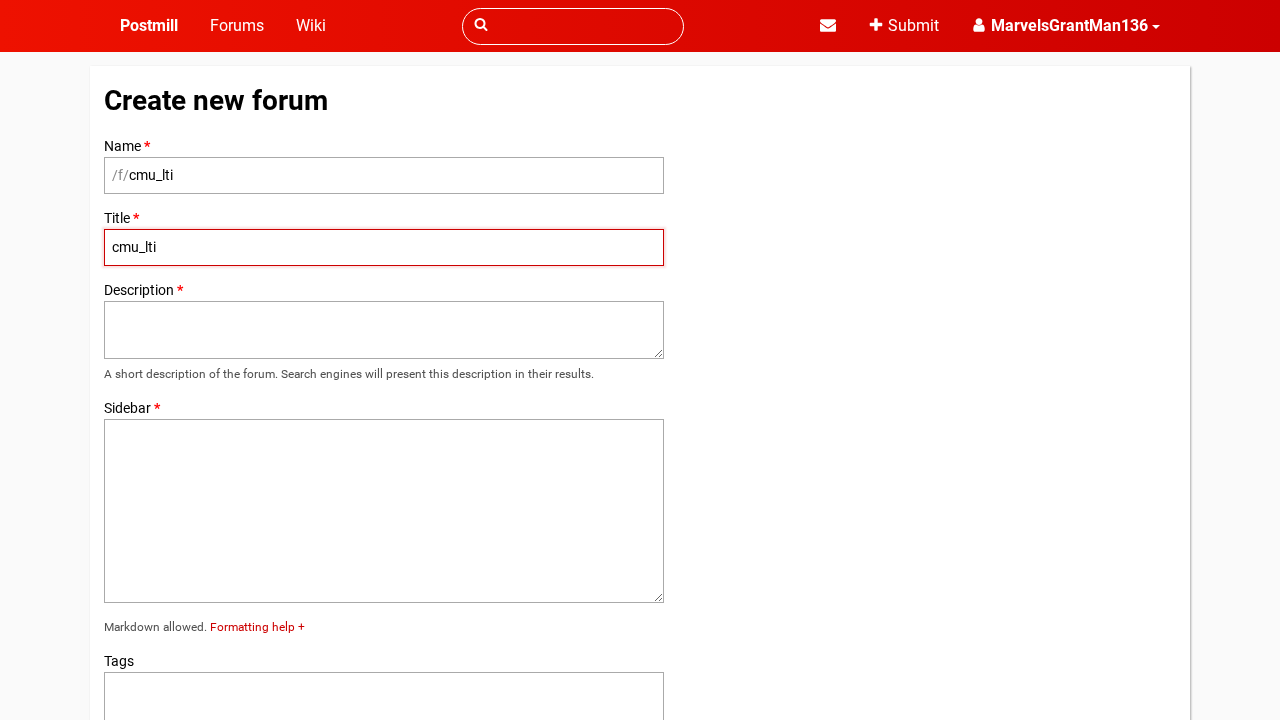 Postmill Forums Wiki Submit MarvelsGrantMan136
Create new forum
Name *
/f/cmu_lti
Title *
cmu_lti
Description *
A short description of the forum. Search engines will present this description in their results.
Sidebar *
Markdown allowed. Formatting help +
Tags